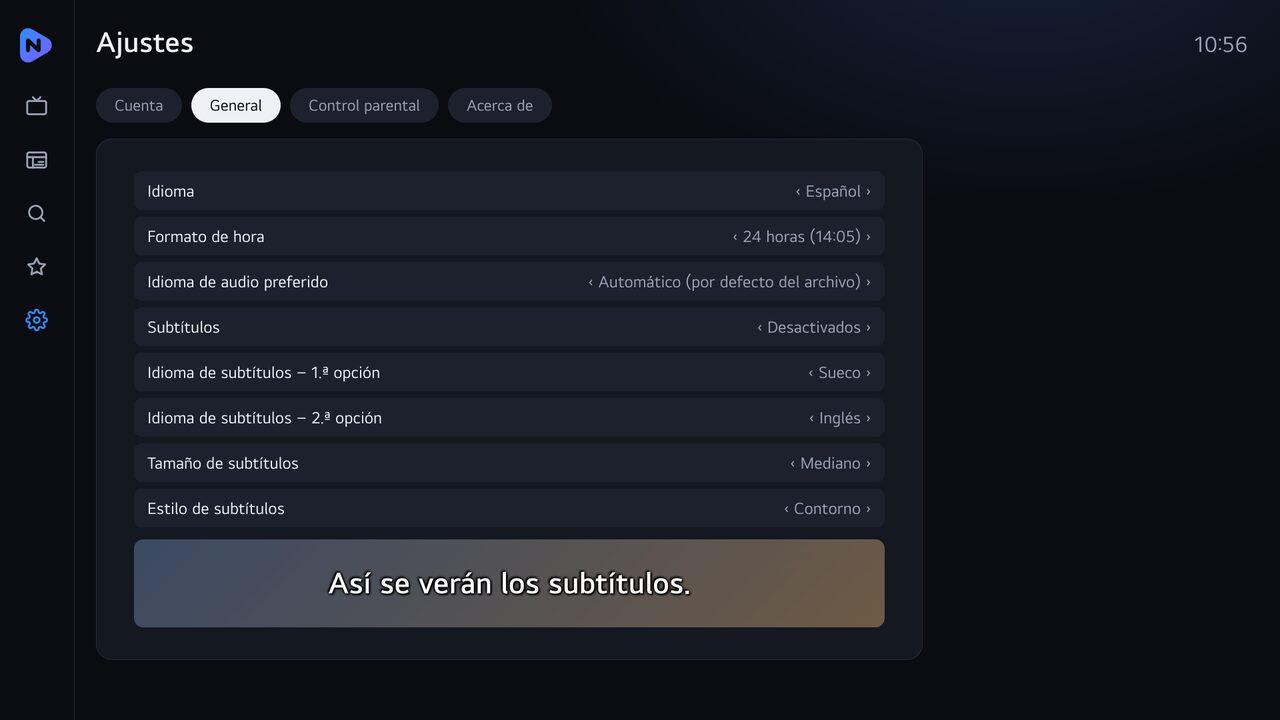 N
Ajustes
10:56
Cuenta
General
Control parental
Acerca de
Idioma ‹ Español ›
Formato de hora ‹ 24 horas (14:05) ›
Idioma de audio preferido ‹ Automático (por defecto del archivo) ›
Subtítulos ‹ Desactivados ›
Idioma de subtítulos – 1.ª opción ‹ Sueco ›
Idioma de subtítulos – 2.ª opción ‹ Inglés ›
Tamaño de subtítulos ‹ Mediano ›
Estilo de subtítulos ‹ Contorno ›
Así se verán los subtítulos.